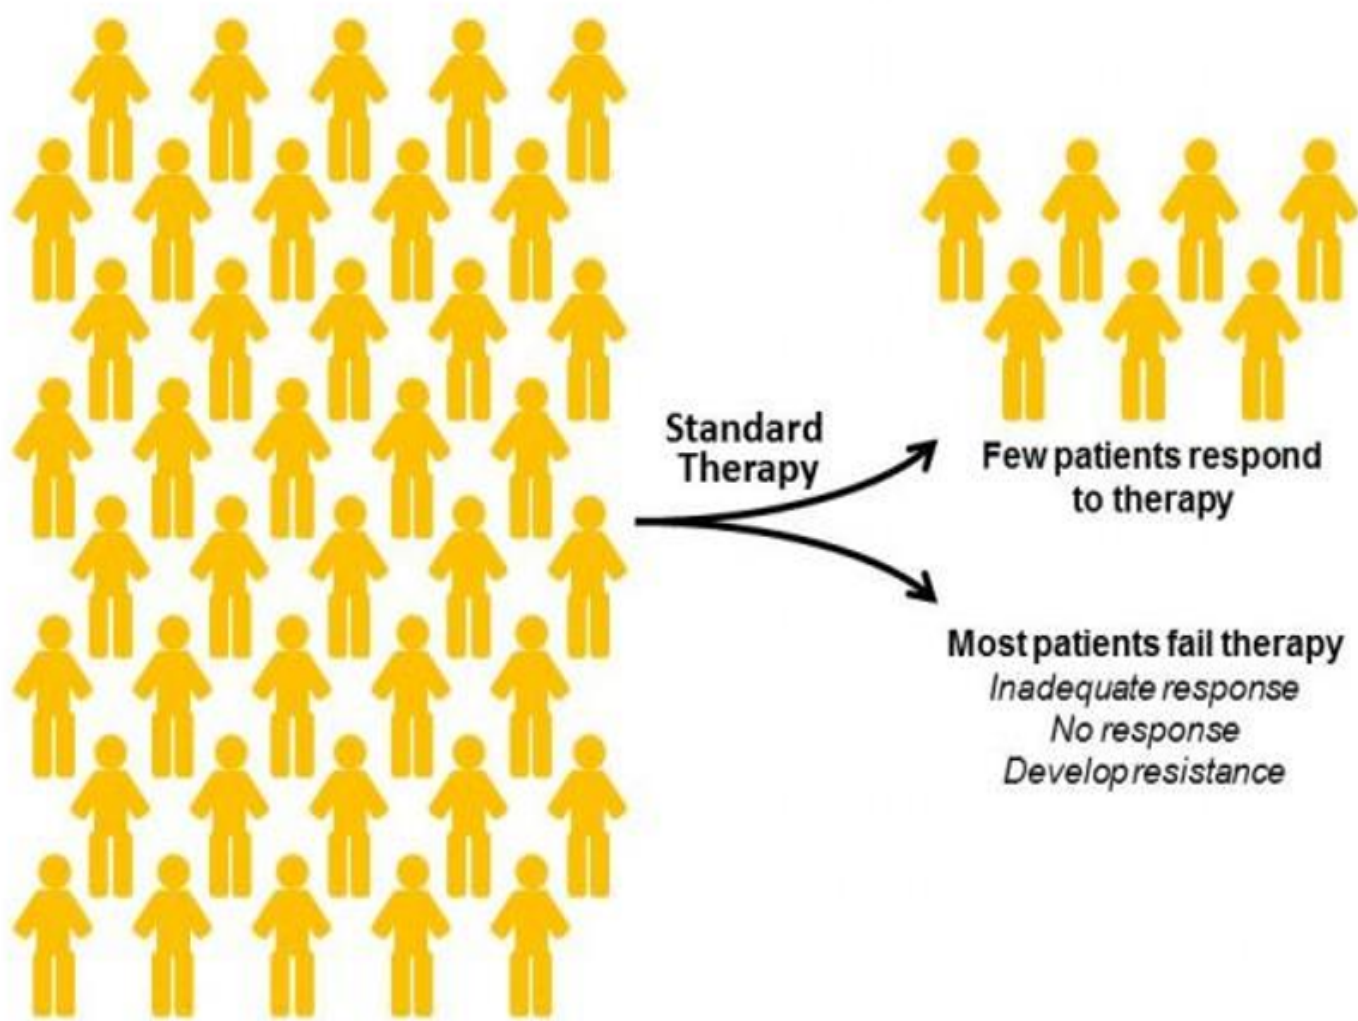 Standard
Therapy
Few patients respond
to therapy
Most patients fail therapy
Inadequate response
No response
Develop resistance